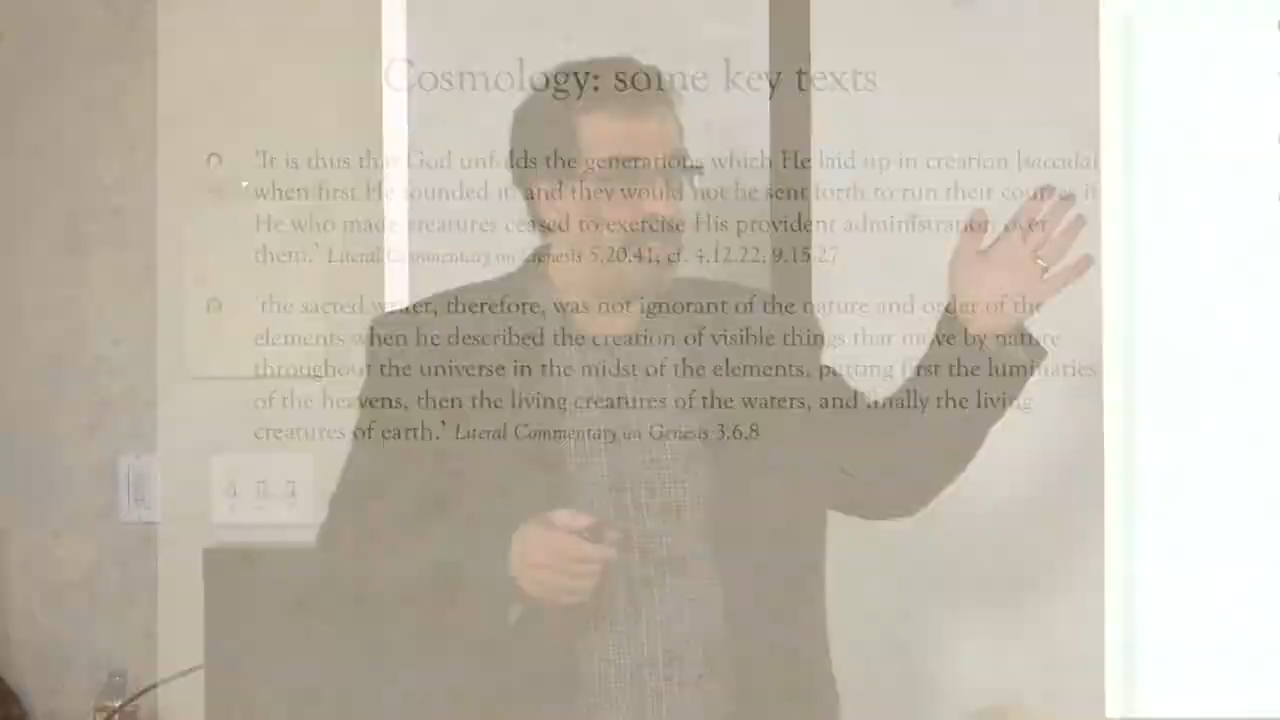 Cosmology: some key texts
'It is thus that God unfolds the generations which He laid up in creation [saecula]
when first He founded it; and they would not be sent forth to run their courses if
He who made creatures ceased to exercise His provident administration over
them.' Literal Commentary on Genesis 5.20.41; cf. 4.12.22; 9.15.27
'the sacred writer, therefore, was not ignorant of the nature and order of the
elements when he described the creation of visible things that move by nature
throughout the universe in the midst of the elements, putting first the luminaries
of the heavens, then the living creatures of the waters, and finally the living
creatures of earth.' Literal Commentary on Genesis 3.6.8